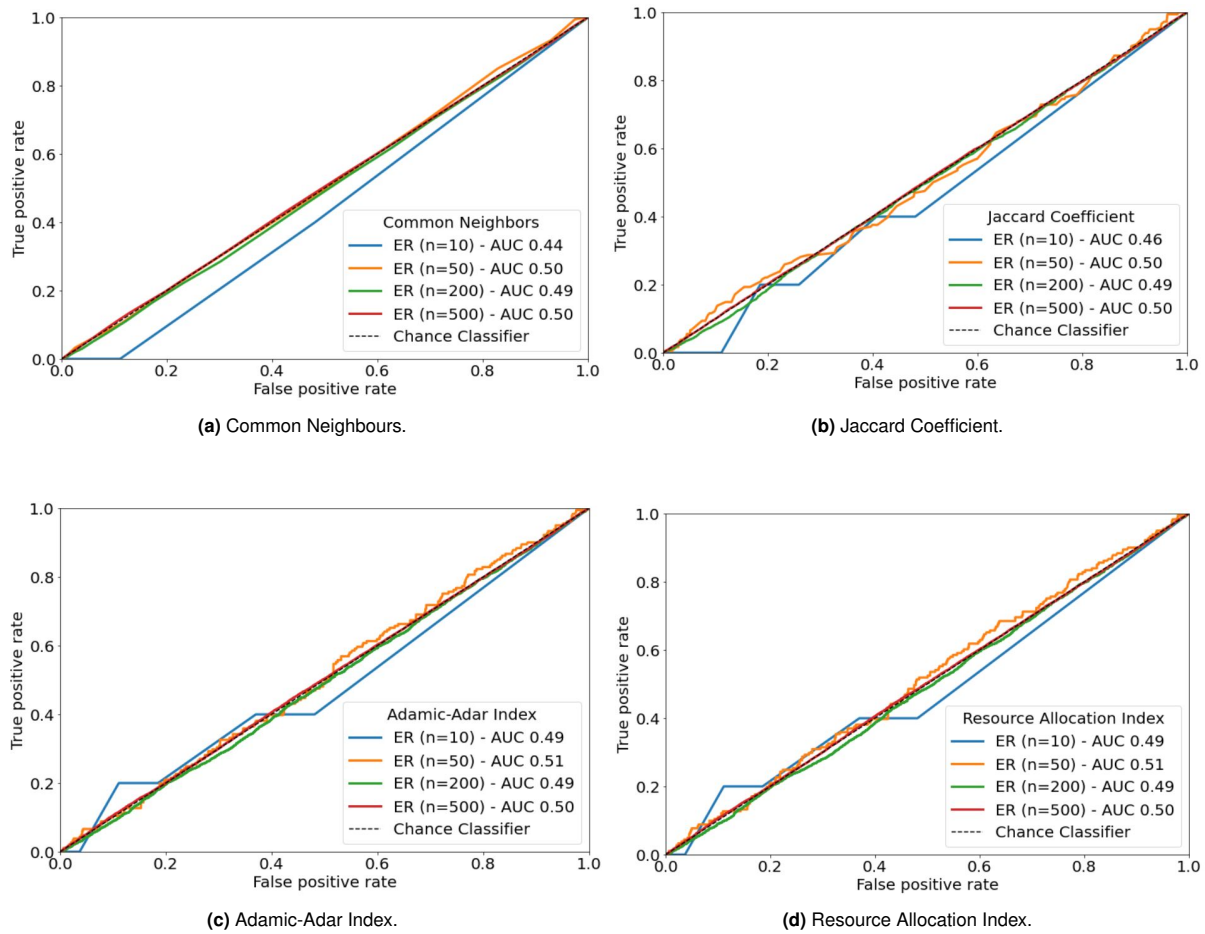 1.0
0.8
0.6
0.4
0.2
0.0
0.0 0.2 0.4 0.6 0.8 1.0
True positive rate
False positive rate
Common Neighbors
ER (n=10) - AUC 0.44
ER (n=50) - AUC 0.50
ER (n=200) - AUC 0.49
ER (n=500) - AUC 0.50
Chance Classifier
(a) Common Neighbours.
1.0
0.8
0.6
0.4
0.2
0.0
0.0 0.2 0.4 0.6 0.8 1.0
True positive rate
False positive rate
Jaccard Coefficient
ER (n=10) - AUC 0.46
ER (n=50) - AUC 0.50
ER (n=200) - AUC 0.49
ER (n=500) - AUC 0.50
Chance Classifier
(b) Jaccard Coefficient.
1.0
0.8
0.6
0.4
0.2
0.0
0.0 0.2 0.4 0.6 0.8 1.0
True positive rate
False positive rate
Adamic-Adar Index
ER (n=10) - AUC 0.49
ER (n=50) - AUC 0.51
ER (n=200) - AUC 0.49
ER (n=500) - AUC 0.50
Chance Classifier
(c) Adamic-Adar Index.
1.0
0.8
0.6
0.4
0.2
0.0
0.0 0.2 0.4 0.6 0.8 1.0
True positive rate
False positive rate
Resource Allocation Index
ER (n=10) - AUC 0.49
ER (n=50) - AUC 0.51
ER (n=200) - AUC 0.49
ER (n=500) - AUC 0.50
Chance Classifier
(d) Resource Allocation Index.